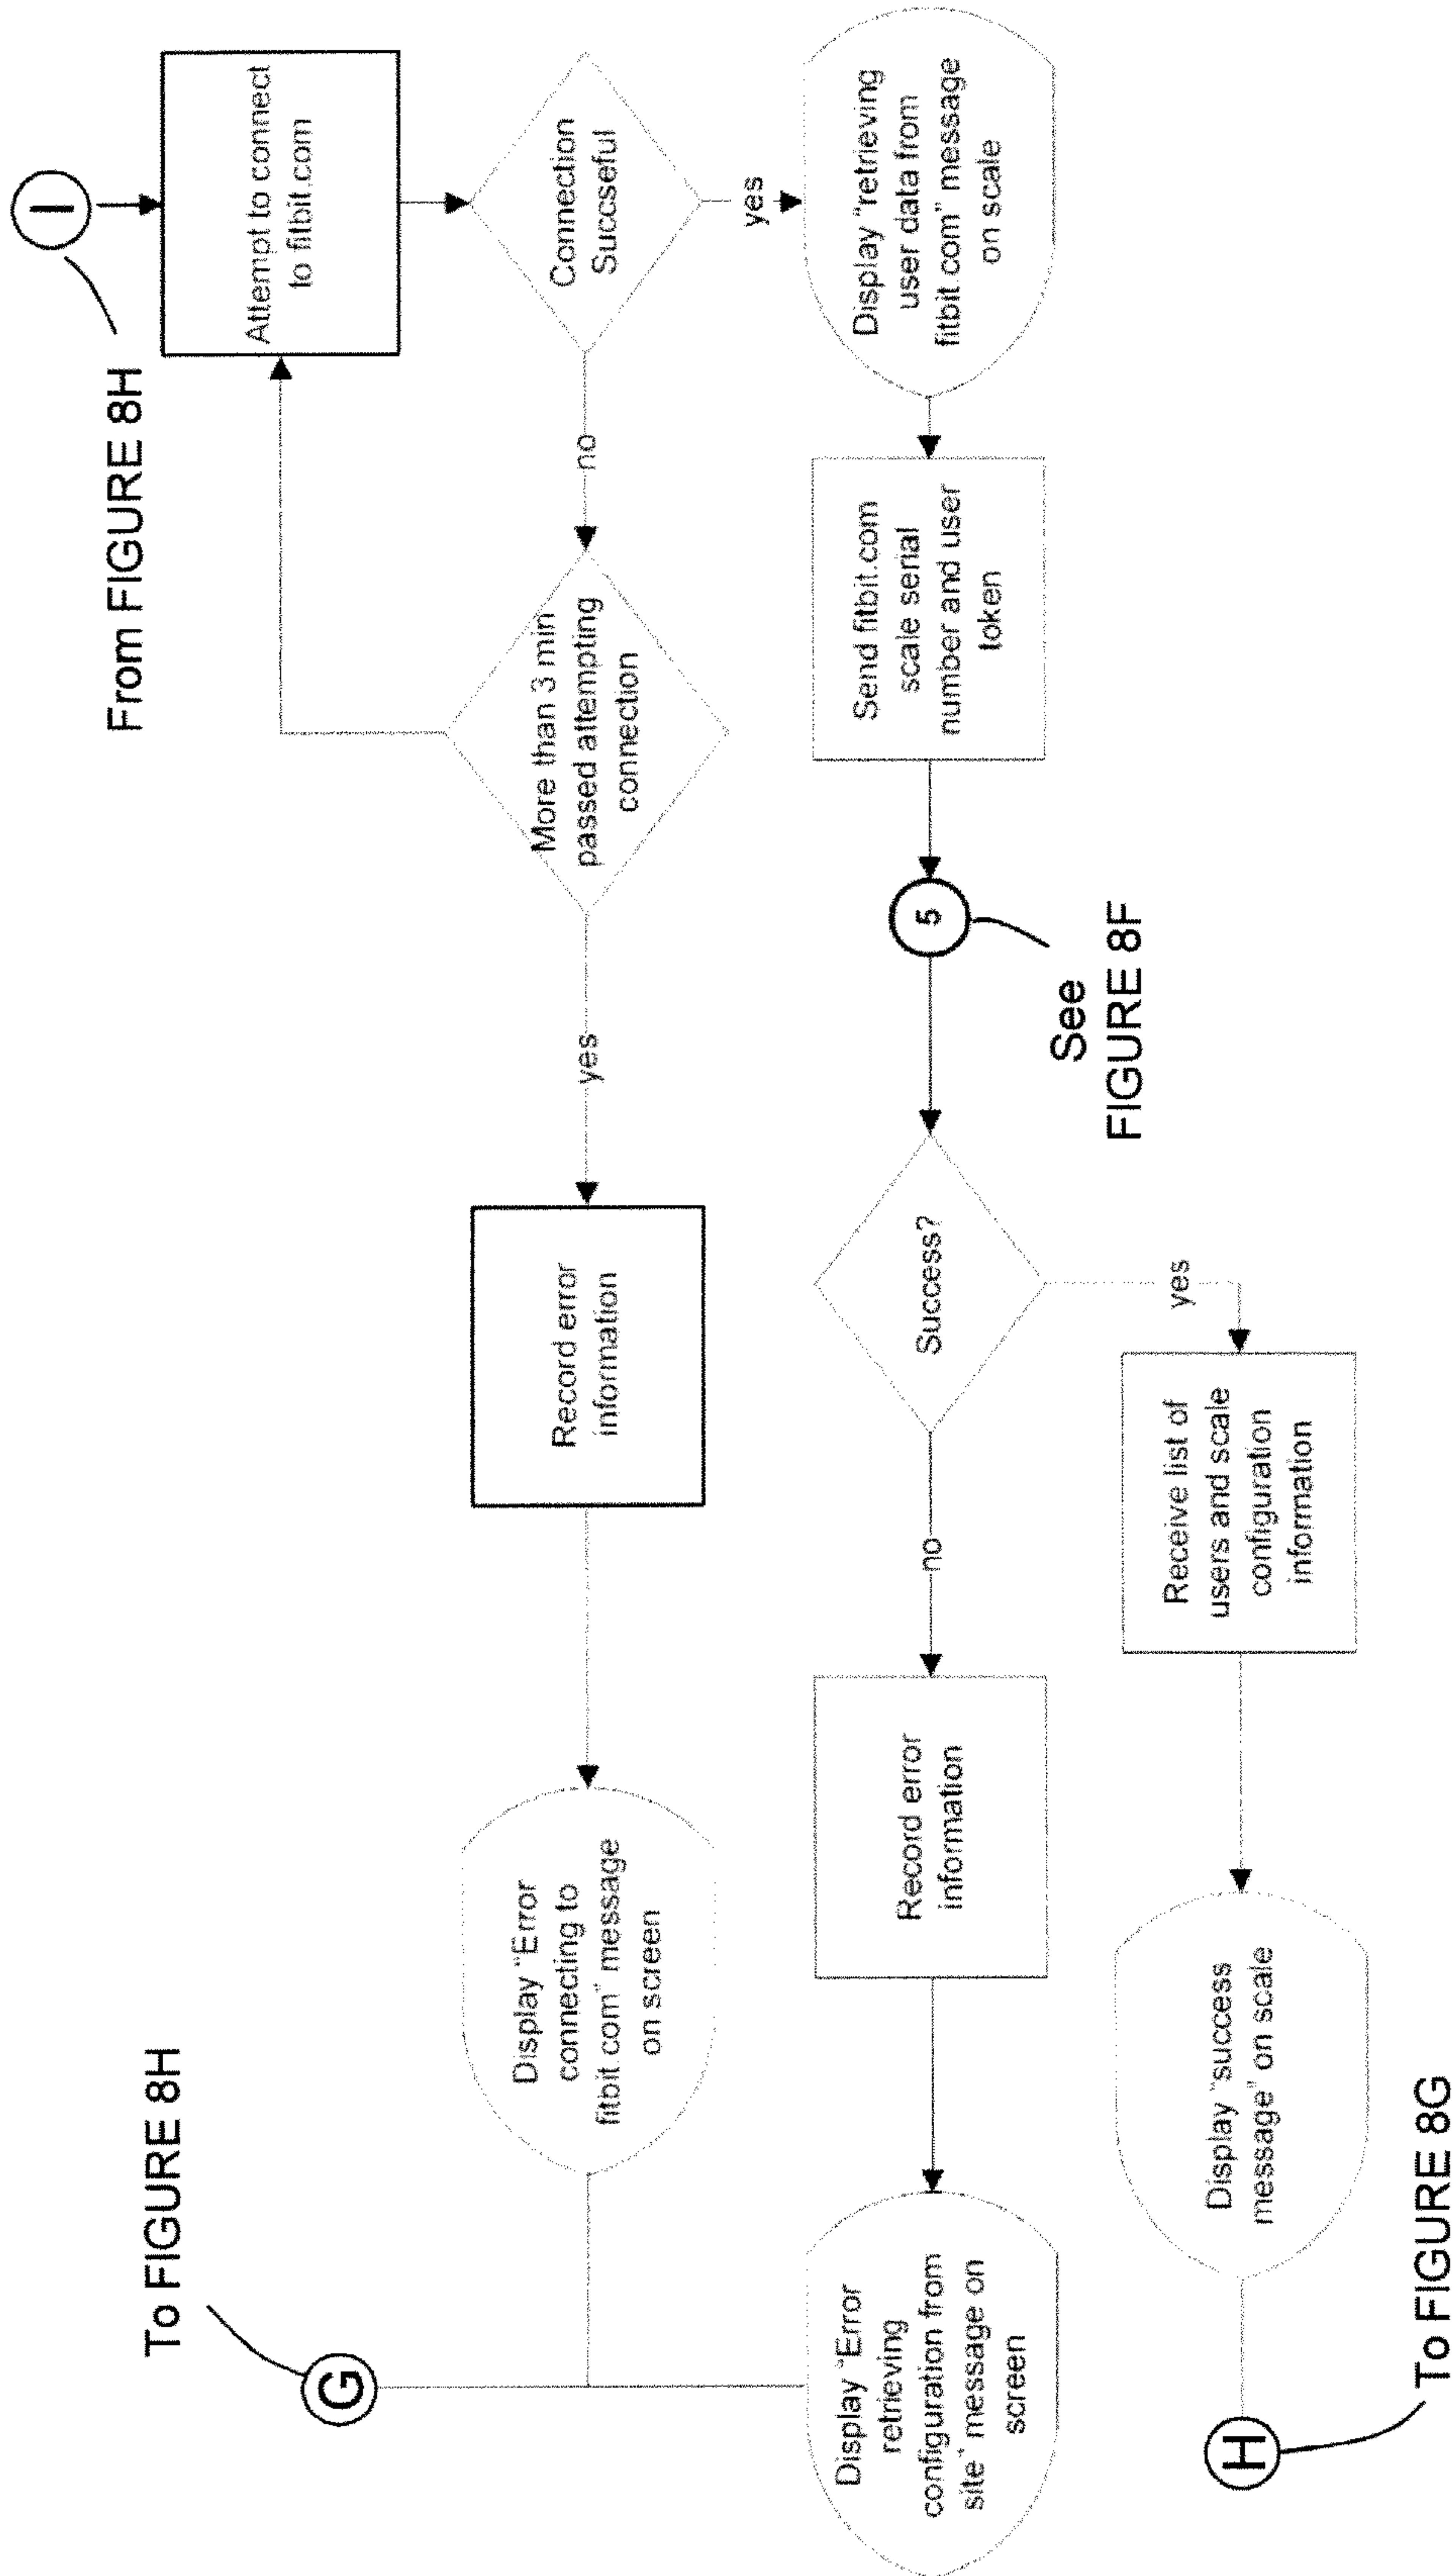 From FIGURE 8H
I
Attempt to connect
to fitbit.com
Connection
Succseful
no
yes
More than 3 min
passed attempting
connection
yes
Record error
information
Display "Error
connecting to
fitbit.com" message
on screen
To FIGURE 8H
G
Display "retrieving
user data from
fitbit.com" message
on scale
Send fitbit.com
scale serial
number and user
token
5
See
FIGURE 8F
Success?
no
yes
Record error
information
Display "Error
retrieving
configuration from
site" message on
screen
Receive list of
users and scale
configuration
information
Display "success
message" on scale
H
To FIGURE 8G